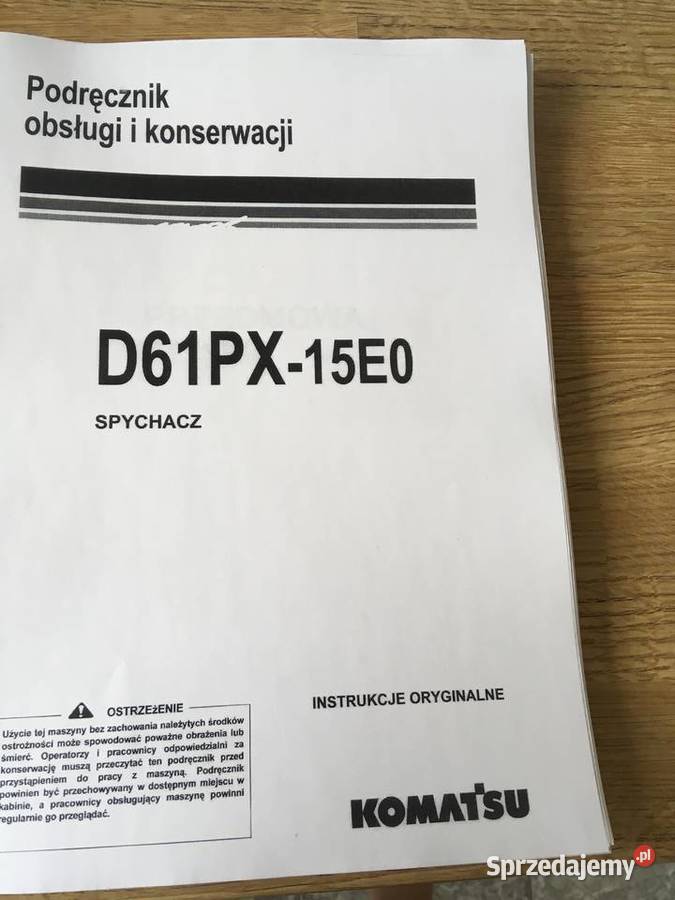 Podręcznik
obsługi i konserwacji
D61PX-15E0
SPYCHACZ
INSTRUKCJE ORYGINALNE
OSTRZEżENIE
Użycie tej maszyny bez zachowania należytych środków
ostrożności może spowodować poważne obrażenia lub
śmierć. Operatorzy i pracownicy odpowiedzialni za
konserwację muszą przeczytać ten podręcznik przed
przystąpieniem do pracy z maszyną. Podręcznik
powinien być przechowywany w dostępnym miejscu w
kabinie, a pracownicy obsługujący maszynę powinni
regularnie go przeglądać.
KOMATSU
Sprzedajemy.pl